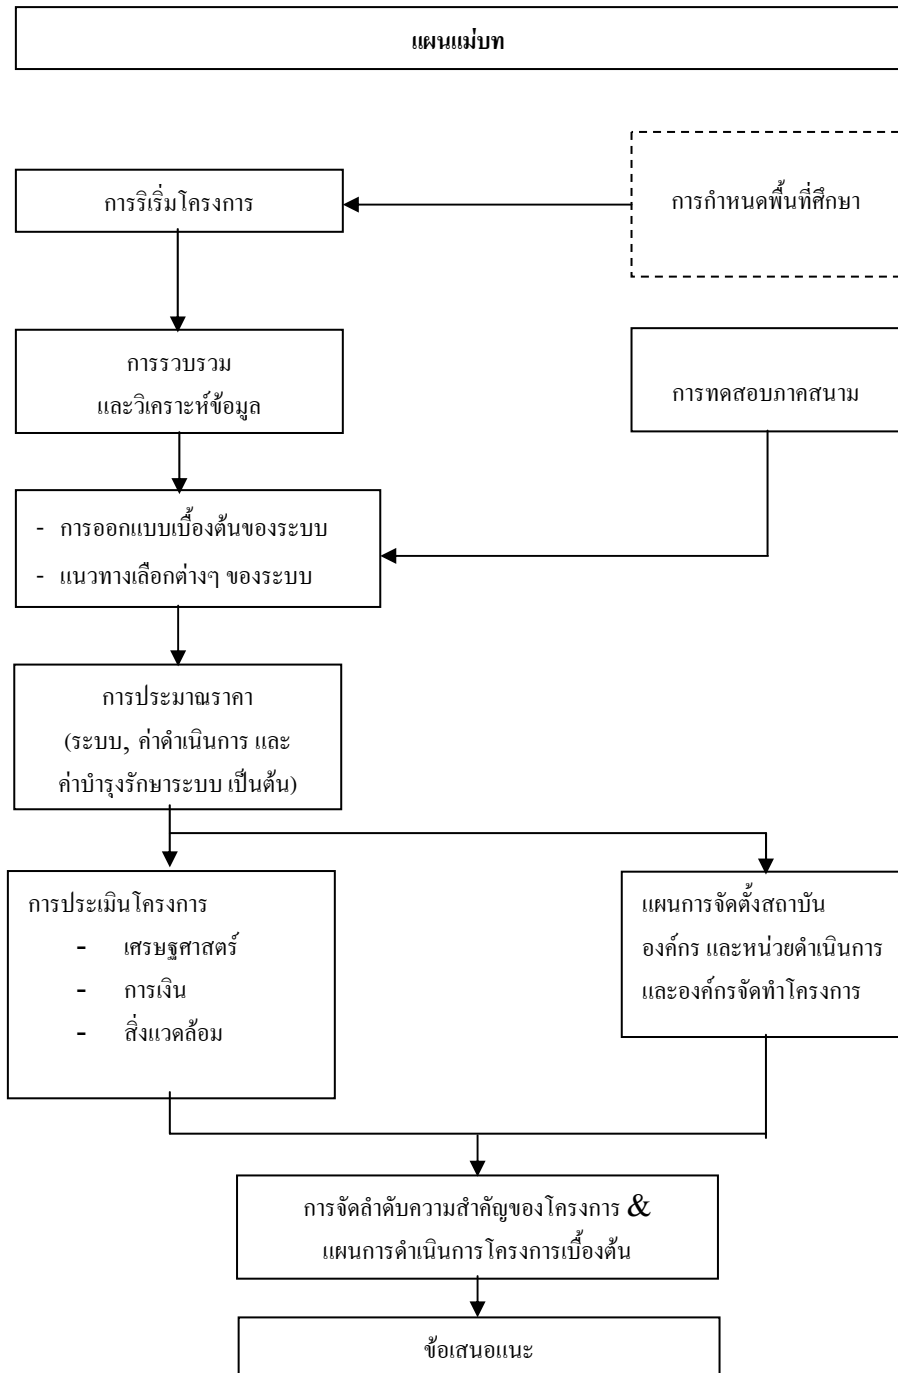 แผนแม่บท
การริเริ่มโครงการ
การกำหนดพื้นที่ศึกษา
การรวบรวม
และวิเคราะห์ข้อมูล
การทดสอบภาคสนาม
- การออกแบบเบื้องต้นของระบบ
- แนวทางเลือกต่างๆ ของระบบ
การประมาณราคา
(ระบบ, ค่าดำเนินการ และ
ค่าบำรุงรักษาระบบ เป็นต้น)
การประเมินโครงการ
- เศรษฐศาสตร์
- การเงิน
- สิ่งแวดล้อม
แผนการจัดตั้งสถาบัน
องค์กร และหน่วยดำเนินการ
และองค์กรจัดทำโครงการ
การจัดลำดับความสำคัญของโครงการ &
แผนการดำเนินการโครงการเบื้องต้น
ข้อเสนอแนะ